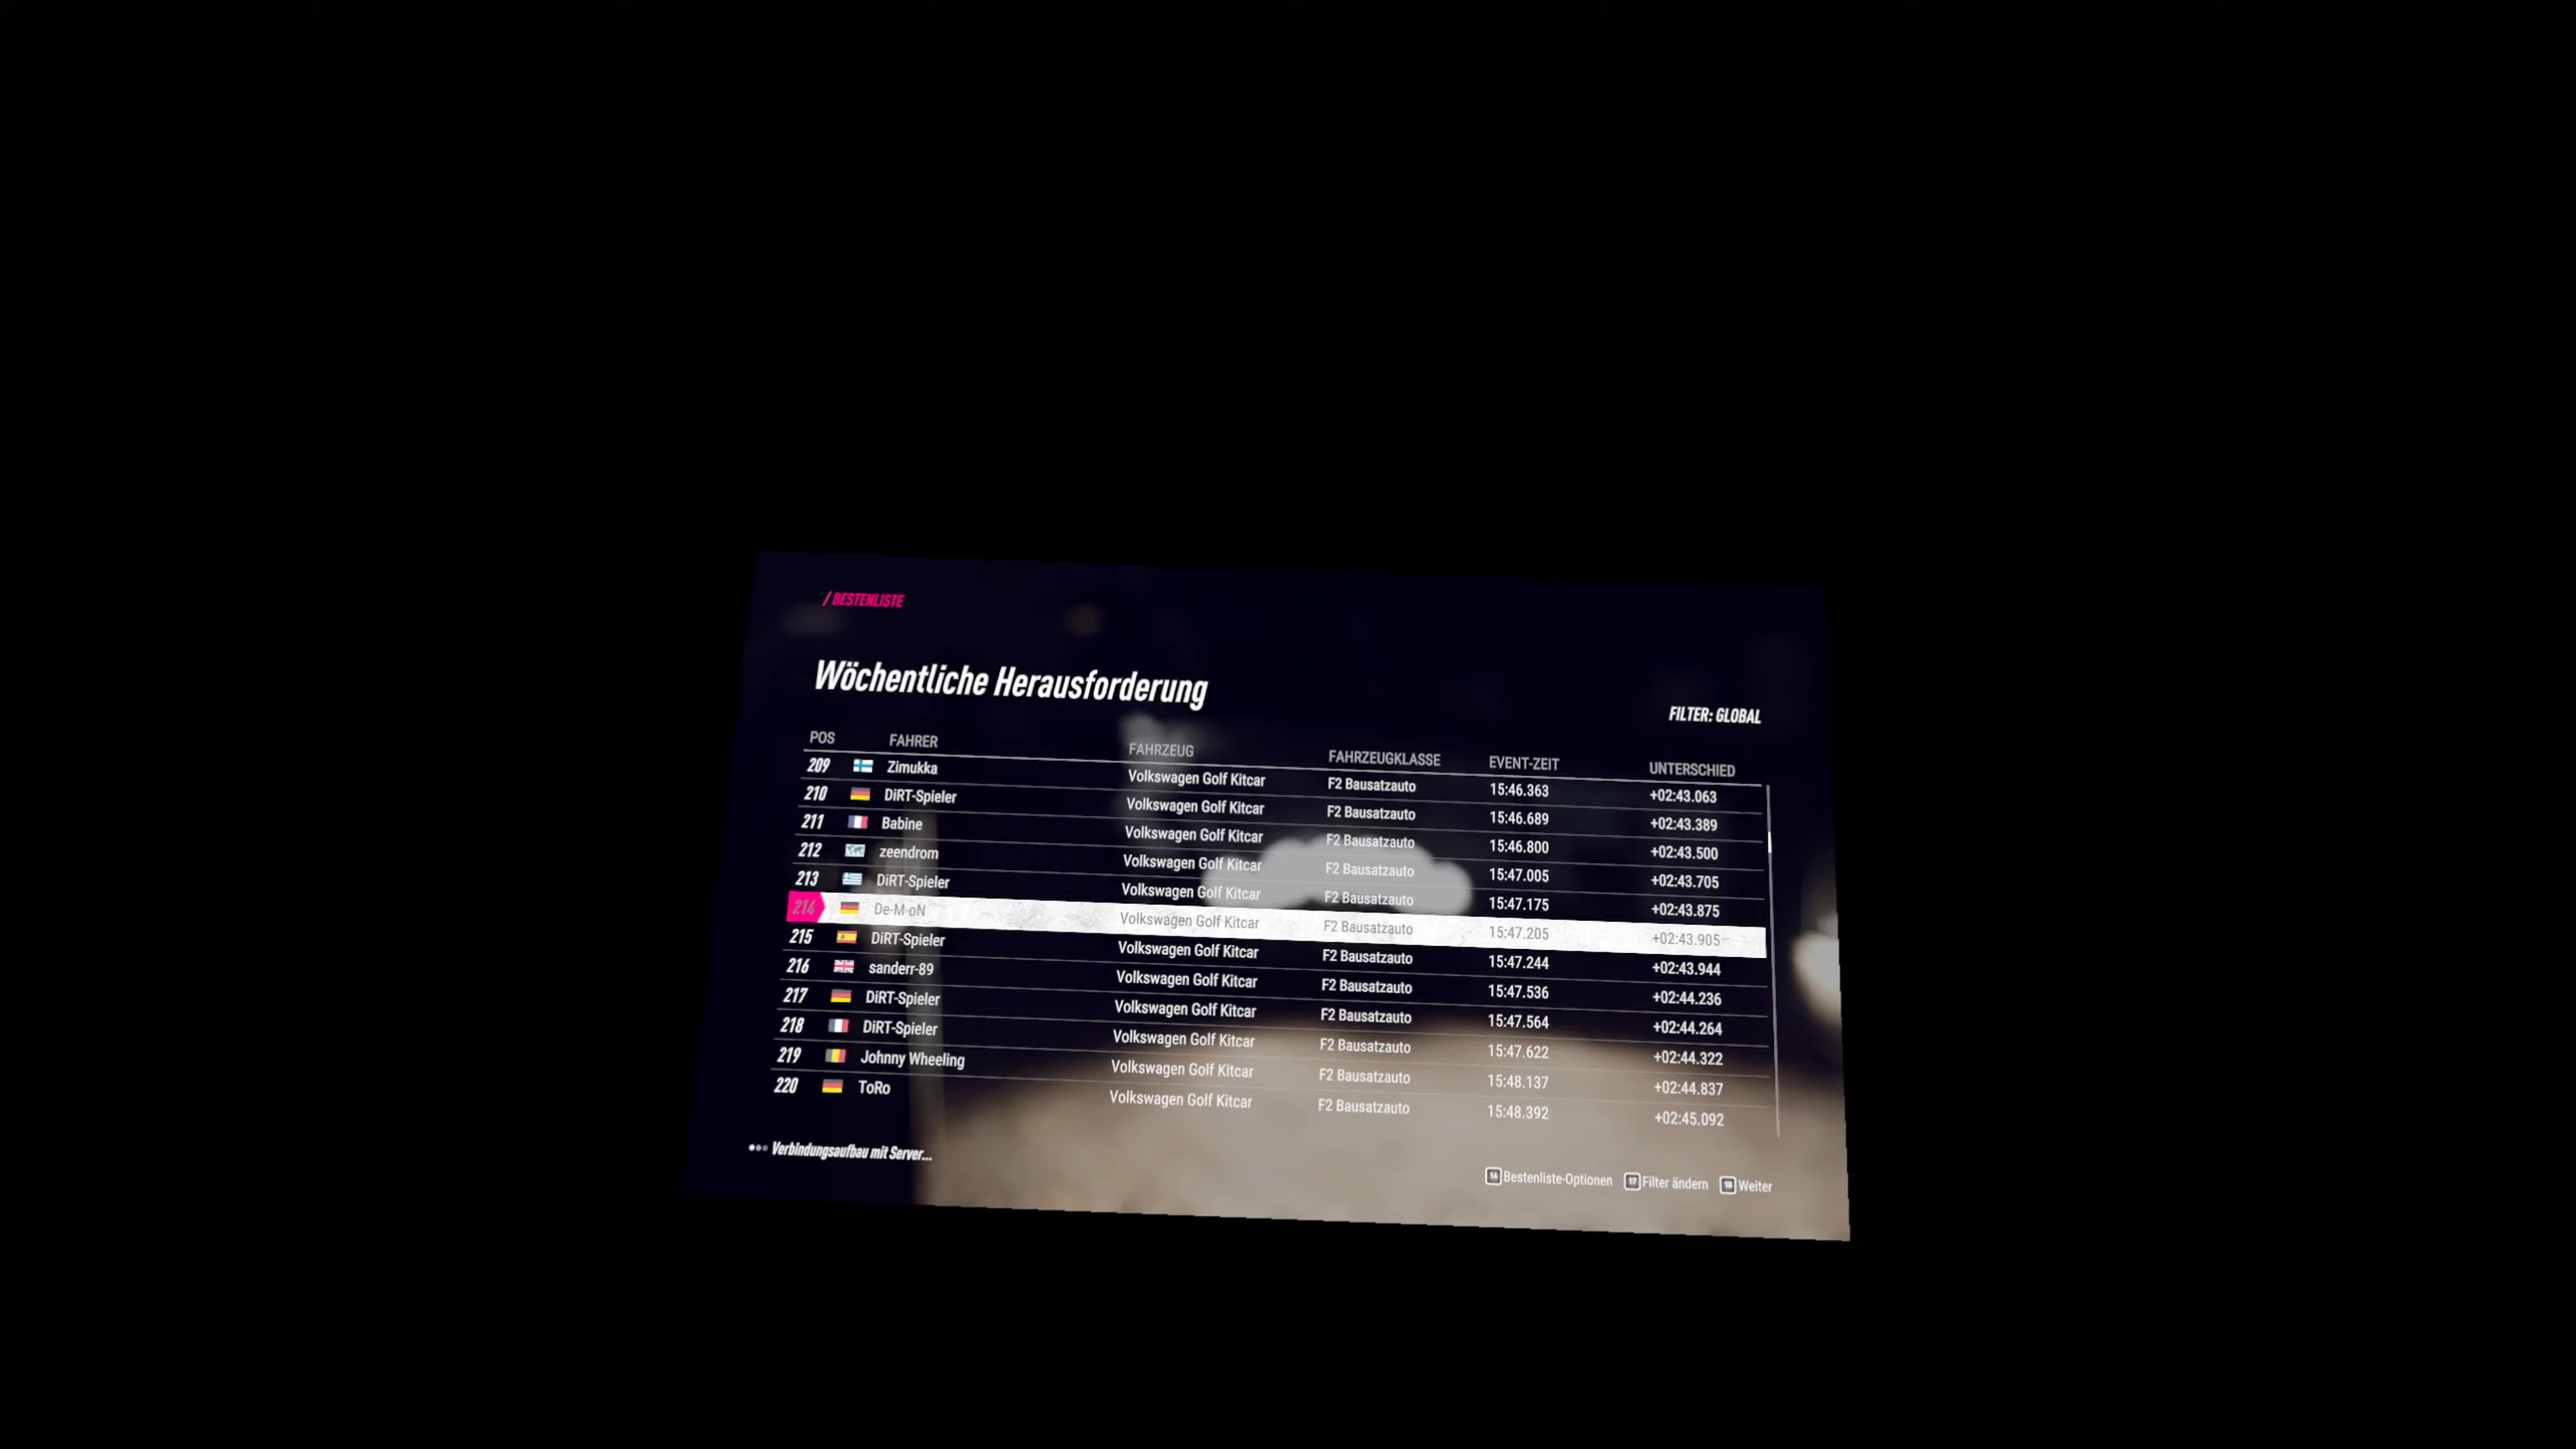 / BESTENLISTE
Wöchentliche Herausforderung
FILTER: GLOBAL
POS FAHRER FAHRZEUG FAHRZEUGKLASSE EVENT-ZEIT UNTERSCHIED
209 Zimukka Volkswagen Golf Kitcar F2 Bausatzauto 15:46.363 +02:43.063
210 DiRT-Spieler Volkswagen Golf Kitcar F2 Bausatzauto 15:46.689 +02:43.389
211 Babine Volkswagen Golf Kitcar F2 Bausatzauto 15:46.800 +02:43.500
212 zeendrom Volkswagen Golf Kitcar F2 Bausatzauto 15:47.005 +02:43.705
213 DiRT-Spieler Volkswagen Golf Kitcar F2 Bausatzauto 15:47.175 +02:43.875
214 De-M-oN Volkswagen Golf Kitcar F2 Bausatzauto 15:47.205 +02:43.905
215 DiRT-Spieler Volkswagen Golf Kitcar F2 Bausatzauto 15:47.244 +02:43.944
216 sanderr-89 Volkswagen Golf Kitcar F2 Bausatzauto 15:47.536 +02:44.236
217 DiRT-Spieler Volkswagen Golf Kitcar F2 Bausatzauto 15:47.564 +02:44.264
218 DiRT-Spieler Volkswagen Golf Kitcar F2 Bausatzauto 15:47.622 +02:44.322
219 Johnny Wheeling Volkswagen Golf Kitcar F2 Bausatzauto 15:48.137 +02:44.837
220 ToRo Volkswagen Golf Kitcar F2 Bausatzauto 15:48.392 +02:45.092
Verbindungsaufbau mit Server...
16 Bestenliste-Optionen 17 Filter ändern 18 Weiter